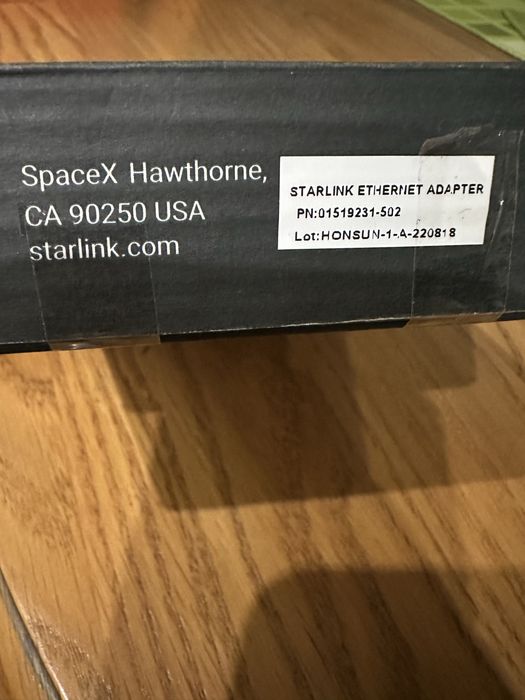 SpaceX Hawthorne,
CA 90250 USA
starlink.com
STARLINK ETHERNET ADAPTER
PN:01519231-502
Lot:HONSUN-1-A-220818